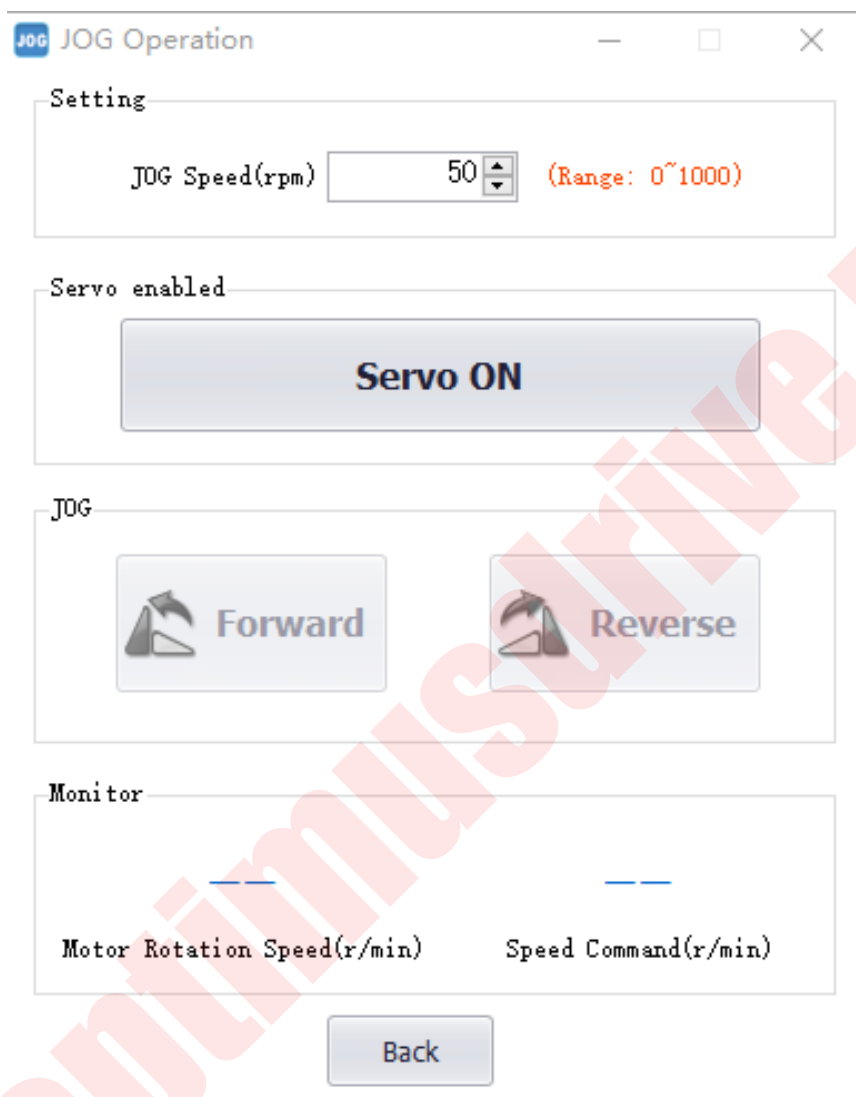 JOG JOG Operation
Setting
JOG Speed(rpm) 50 (Range: 0~1000)
Servo enabled
Servo ON
JOG
Forward Reverse
Monitor
—— ——
Motor Rotation Speed(r/min) Speed Command(r/min)
Back
optimusdrive